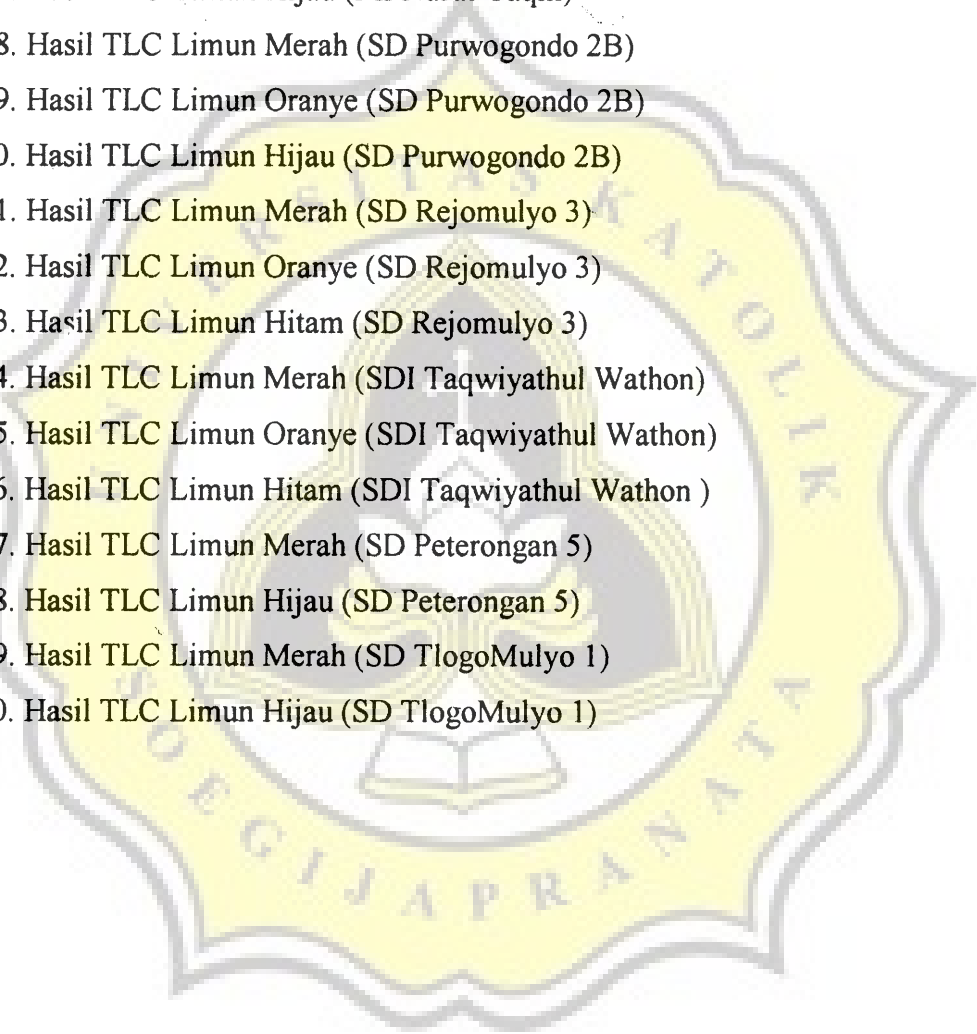 8. Hasil TLC Limun Merah (SD Purwogondo 2B)
9. Hasil TLC Limun Oranye (SD Purwogondo 2B)
0. Hasil TLC Limun Hijau (SD Purwogondo 2B)
1. Hasil TLC Limun Merah (SD Rejomulyo 3)
2. Hasil TLC Limun Oranye (SD Rejomulyo 3)
3. Hasil TLC Limun Hitam (SD Rejomulyo 3)
4. Hasil TLC Limun Merah (SDI Taqwiyathul Wathon)
5. Hasil TLC Limun Oranye (SDI Taqwiyathul Wathon)
6. Hasil TLC Limun Hitam (SDI Taqwiyathul Wathon )
7. Hasil TLC Limun Merah (SD Peterongan 5)
8. Hasil TLC Limun Hijau (SD Peterongan 5)
9. Hasil TLC Limun Merah (SD TlogoMulyo 1)
0. Hasil TLC Limun Hijau (SD TlogoMulyo 1)
KATOLIK
SOEGIJAPRANATA